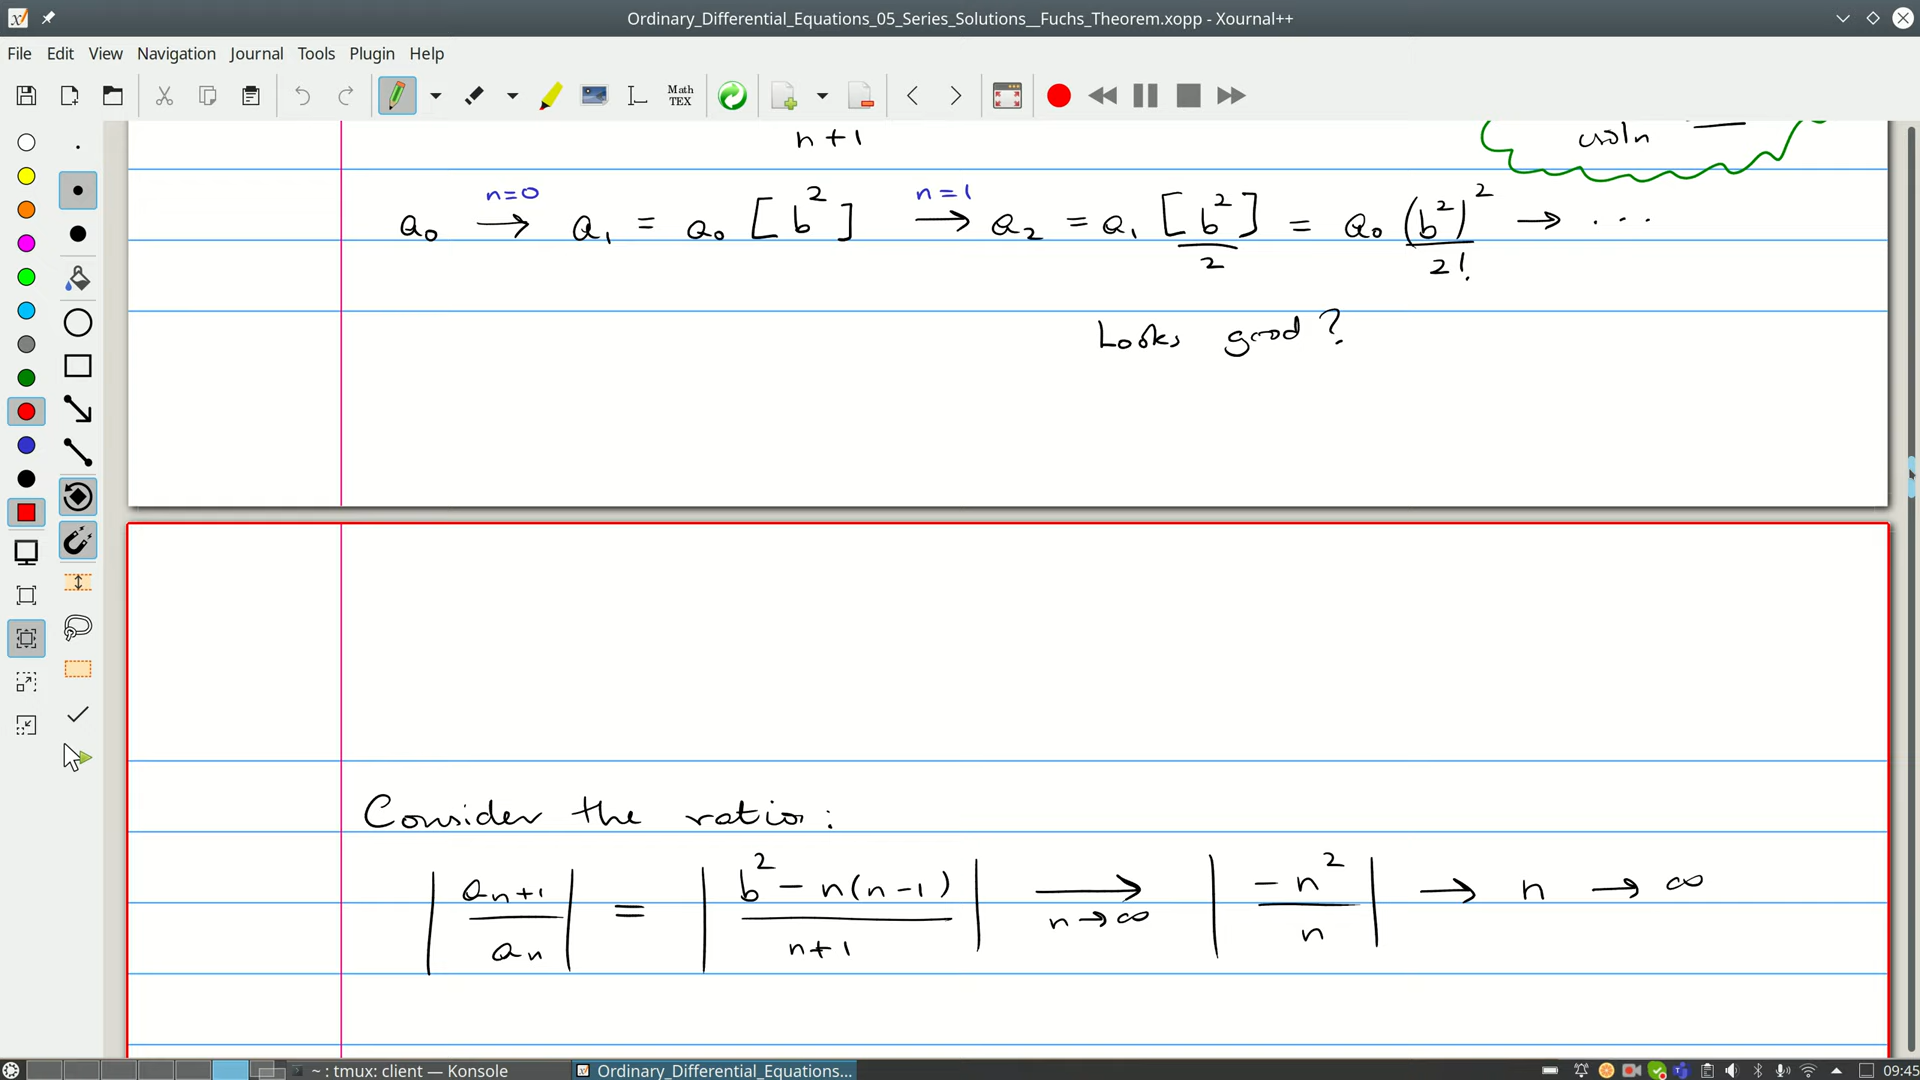 Ordinary_Differential_Equations_05_Series_Solutions__Fuchs_Theorem.xopp - Xournal++
File Edit View Navigation Journal Tools Plugin Help
Math
TEX
n+1
soln
a₀ →(n=0) a₁ = a₀ [b²] →(n=1) a₂ = a₁ [b²]/2 = a₀ (b²)²/2! → ...
Looks good?
Consider the ratio:
|aₙ₊₁/aₙ| = |(b² - n(n-1))/(n+1)| →(n→∞) |-n²/n| → n → ∞
~ : tmux: client — Konsole
Ordinary_Differential_Equations...
09:45